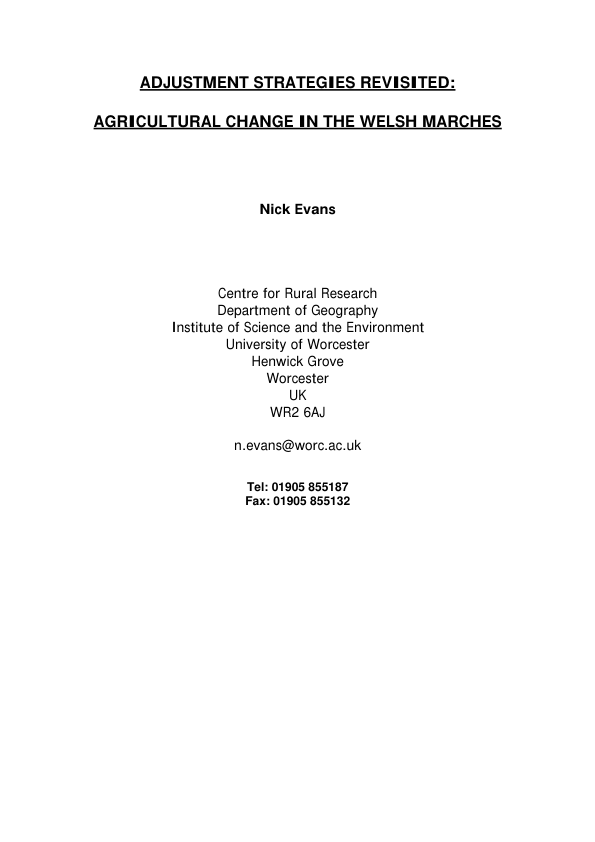 ADJUSTMENT STRATEGIES REVISITED:
AGRICULTURAL CHANGE IN THE WELSH MARCHES
Nick Evans
Centre for Rural Research
Department of Geography
Institute of Science and the Environment
University of Worcester
Henwick Grove
Worcester
UK
WR2 6AJ
n.evans@worc.ac.uk
Tel: 01905 855187
Fax: 01905 855132